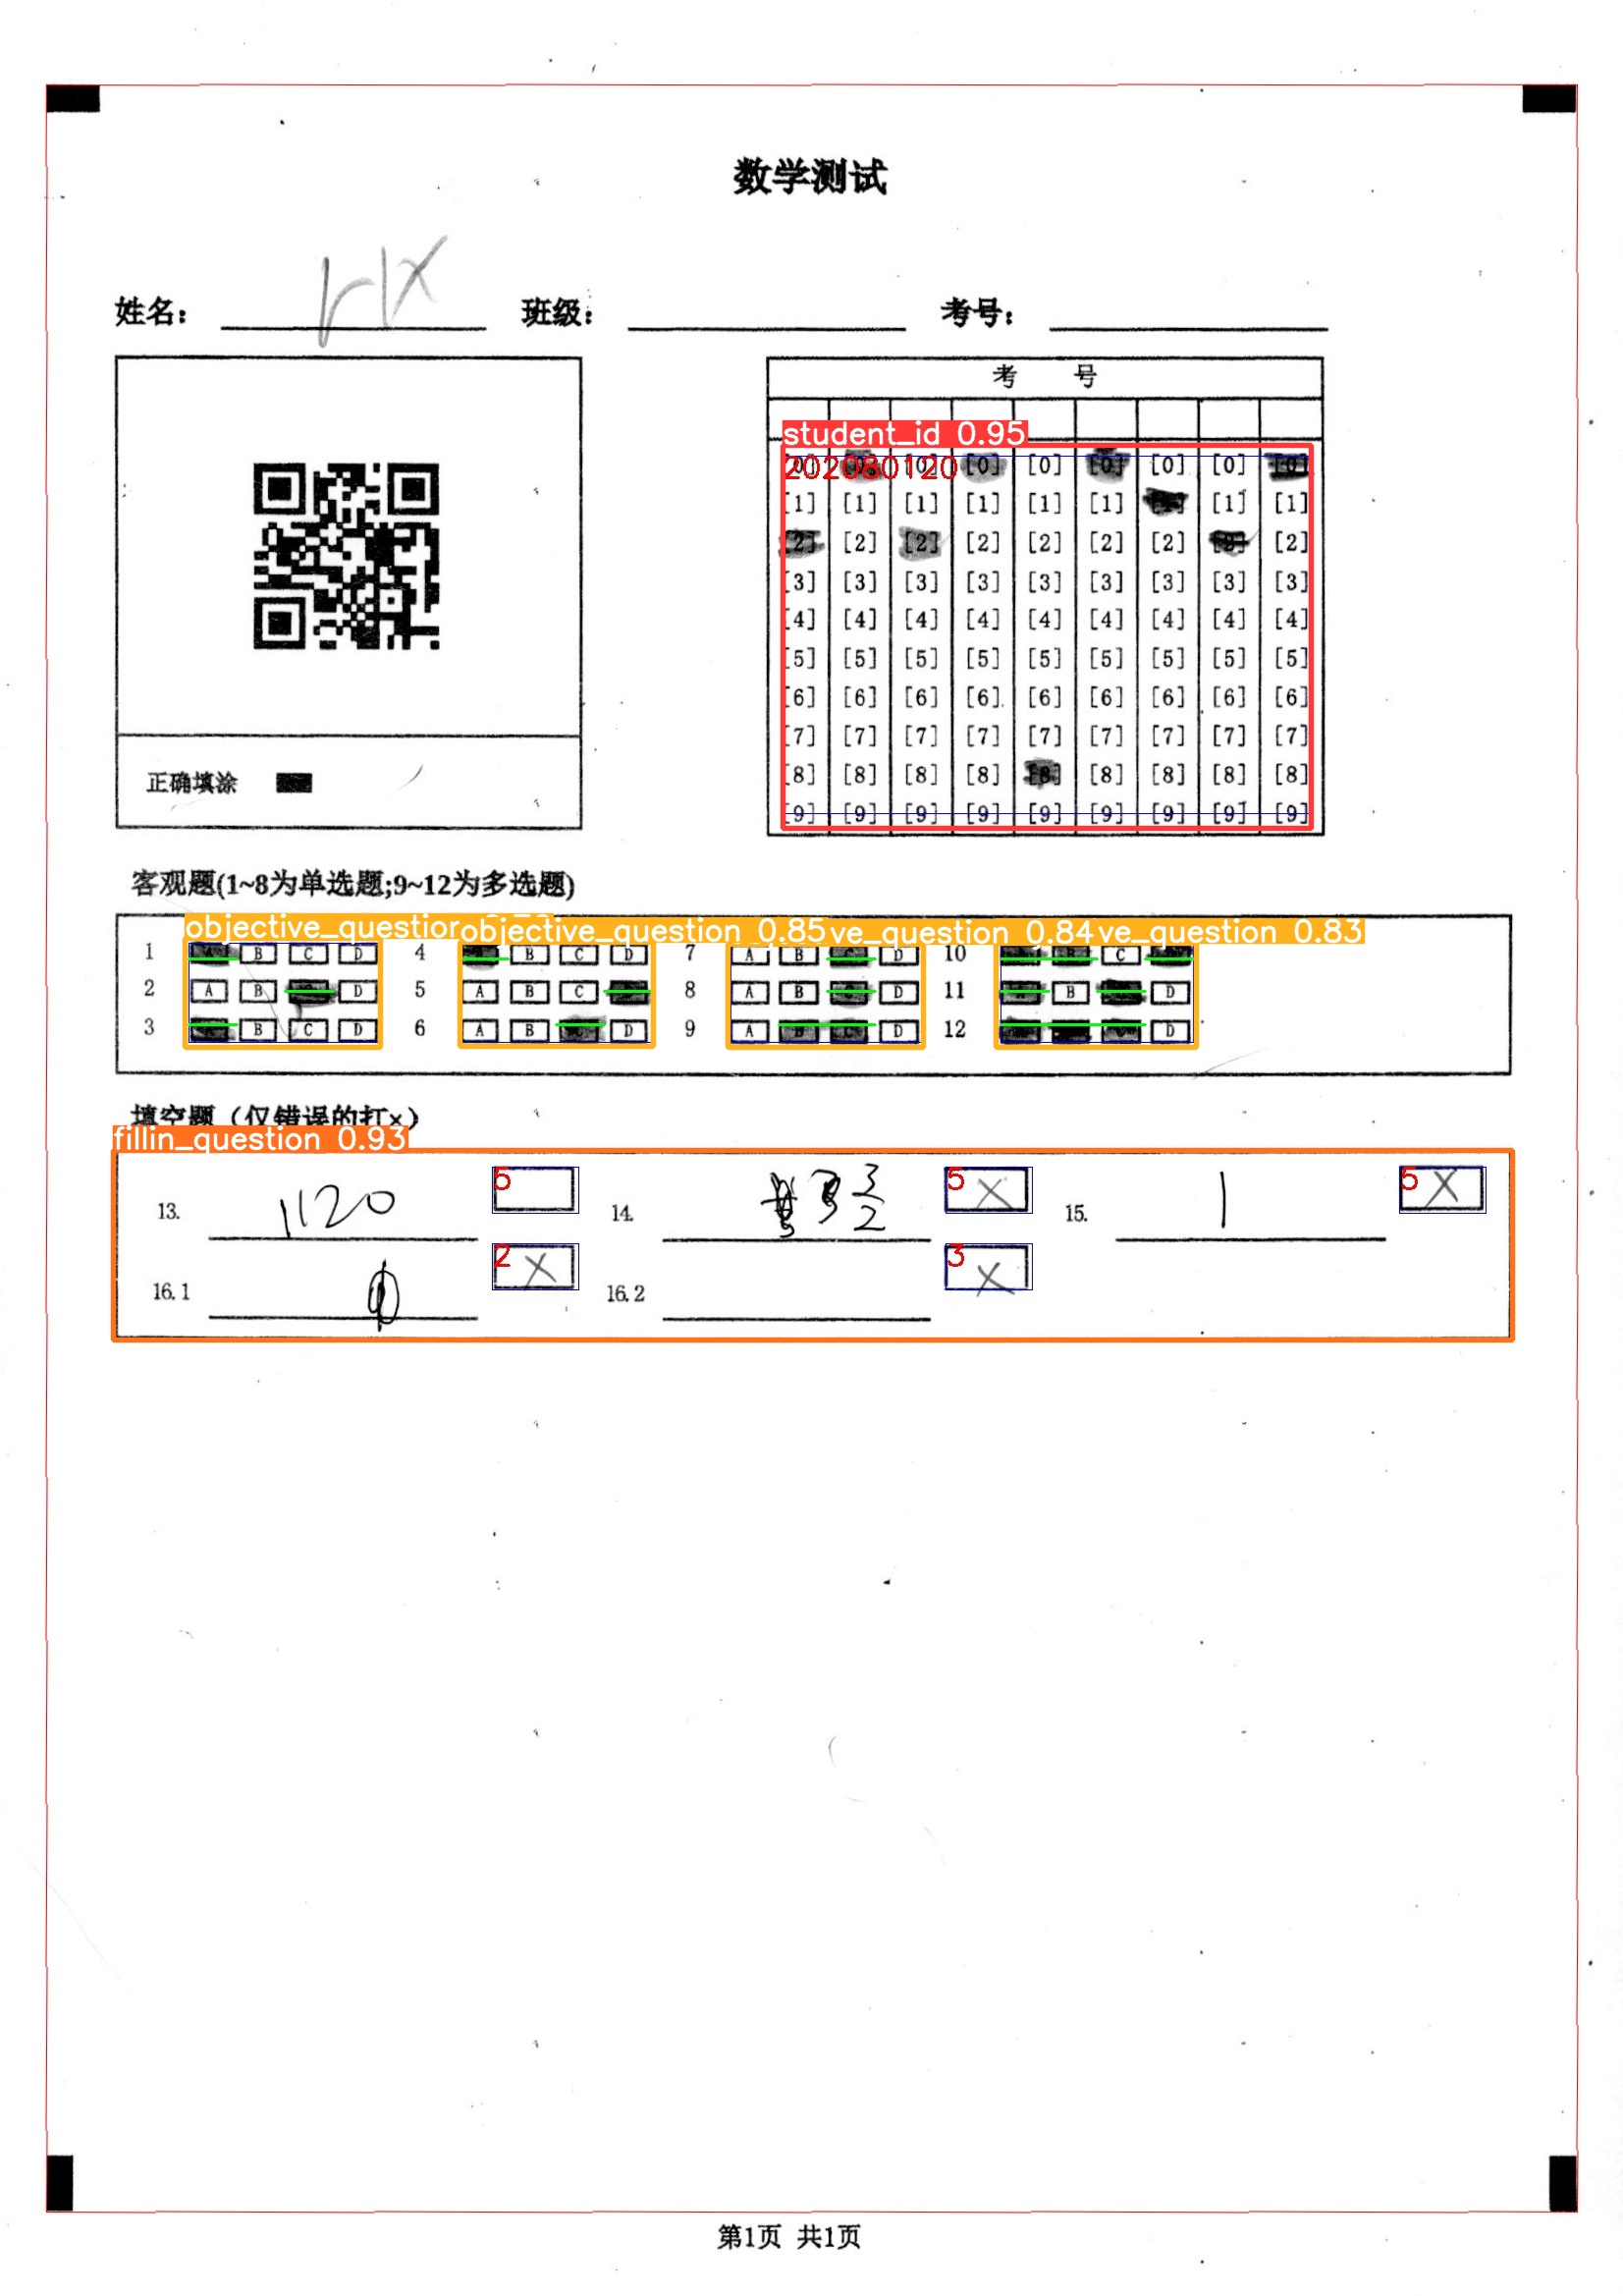 数学测试
姓名: 班级: 考号:
考 号
student_id 0.95
202080120
[0] [0] [0] [0] [0] [0]
[1] [1] [1] [1] [1] [1] [1] [1]
[2] [2] [2] [2] [2] [2] [2] [2]
[3] [3] [3] [3] [3] [3] [3] [3] [3]
[4] [4] [4] [4] [4] [4] [4] [4] [4]
[5] [5] [5] [5] [5] [5] [5] [5] [5]
[6] [6] [6] [6] [6] [6] [6] [6] [6]
[7] [7] [7] [7] [7] [7] [7] [7] [7]
[8] [8] [8] [8] [8] [8] [8] [8] [8]
[9] [9] [9] [9] [9] [9] [9] [9] [9]
正确填涂
客观题(1~8为单选题;9~12为多选题)
objective_question objective_question 0.85 ve_question 0.84 ve_question 0.83
1 B C D 4 B C D 7 A B D 10 C
2 A B D 5 A B C 8 A B D 11 B D
3 B C D 6 A B D 9 A D 12 D
填空题（仅错误的打×）
fillin_question 0.93
13. 1120 5 14. 3/2 5 × 15. 1 5 ×
16.1 2 × 16.2 3 ×
第1页 共1页